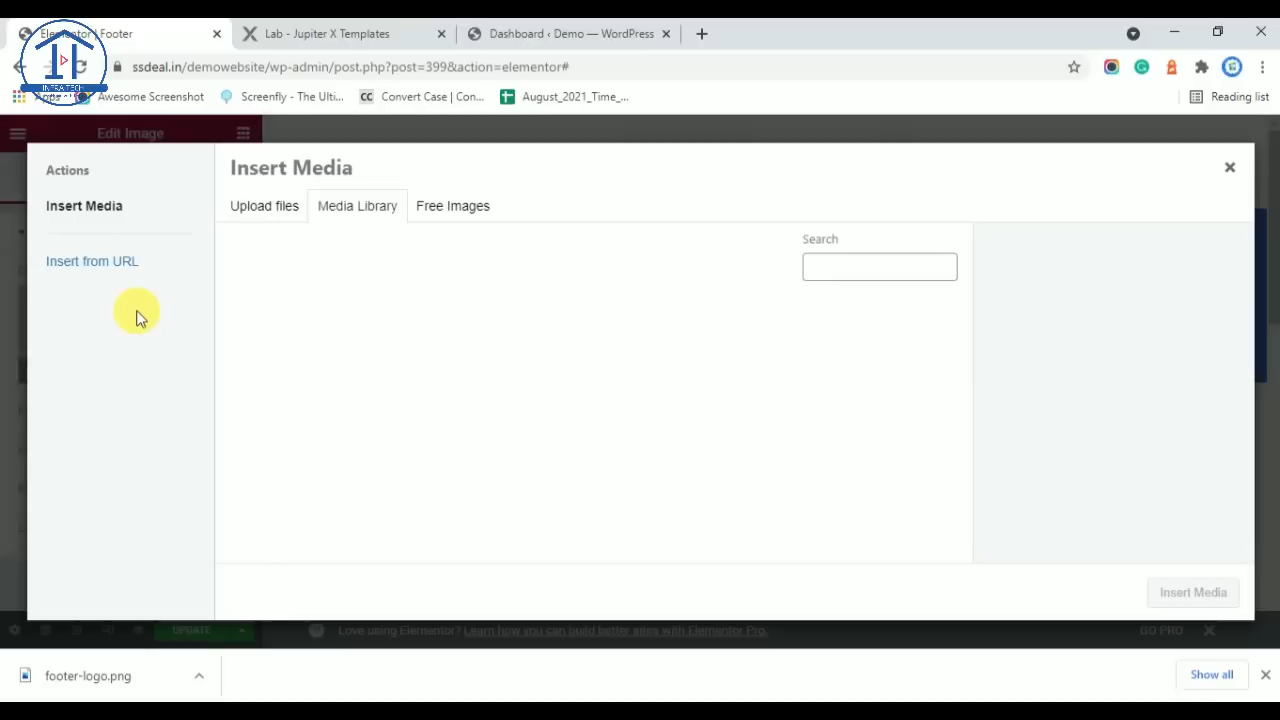 Elementor | Footer
Lab - Jupiter X Templates
Dashboard ‹ Demo — WordPress
ssdeal.in/demowebsite/wp-admin/post.php?post=399&action=elementor#
INFRATECH
Apps
Awesome Screenshot
Screenfly - The Ulti...
CC
Convert Case | Con...
August_2021_Time_...
Reading list
Edit Image
Actions
Insert Media
Insert from URL
Insert Media
Upload files
Media Library
Free Images
Search
Insert Media
UPDATE
Love using Elementor? Learn how you can build better sites with Elementor Pro.
GO PRO
footer-logo.png
Show all